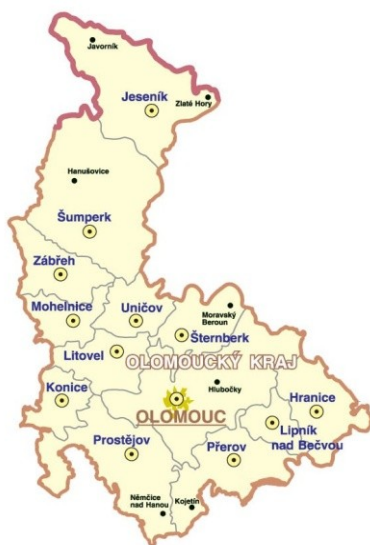 Javorník
Jeseník
Zlaté Hory
Hanušovice
Šumperk
Zábřeh
Mohelnice
Uničov
Moravský
Beroun
Šternberk
Litovel
OLOMOUCKÝ KRAJ
Konice
Hlubočky
Hranice
OLOMOUC
Lipník
nad Bečvou
Prostějov
Přerov
Němčice
nad Hanou
Kojetín